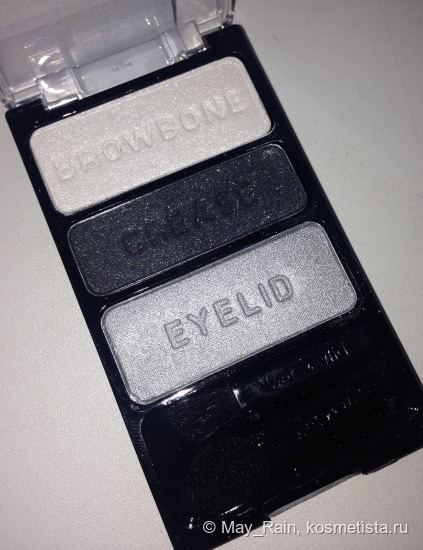 BROWBONE
CREASE
EYELID
© May_Rain, kosmetista.ru